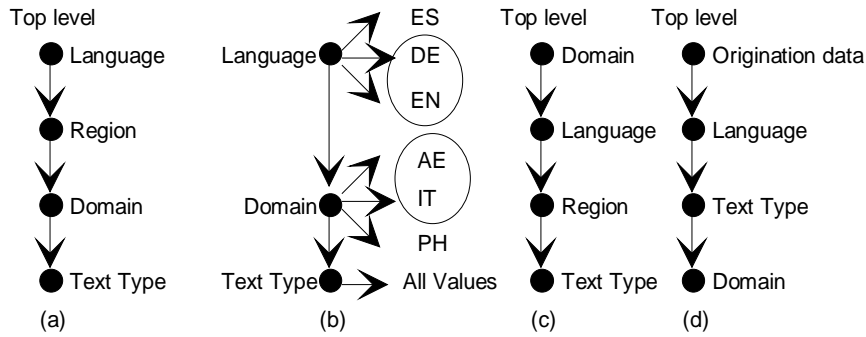 Top level
Language
Region
Domain
Text Type
(a)
Language
ES
DE
EN
Domain
AE
IT
PH
Text Type
All Values
(b)
Top level
Domain
Language
Region
Text Type
(c)
Top level
Origination data
Language
Text Type
Domain
(d)